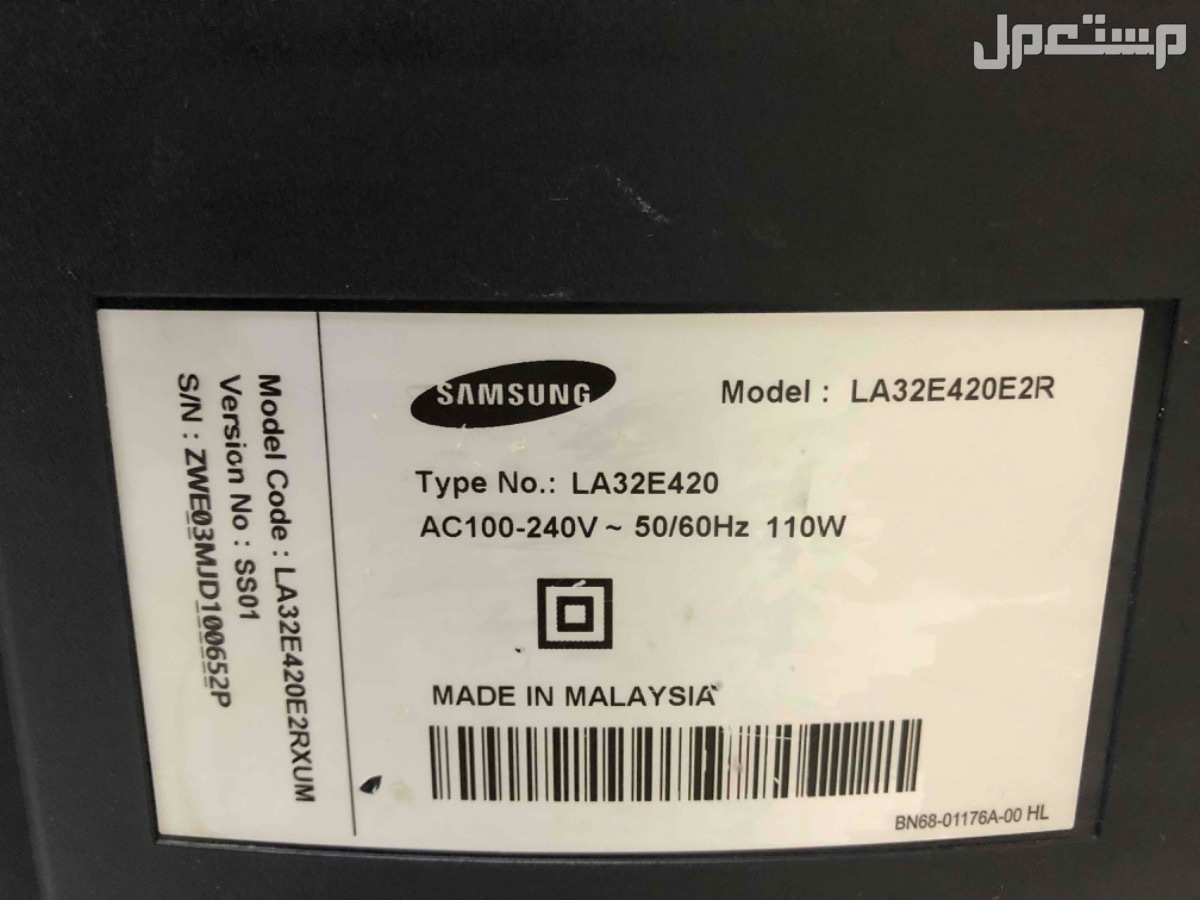 مستعمل
SAMSUNG
Model : LA32E420E2R
Type No.: LA32E420
AC100-240V ~ 50/60Hz 110W
MADE IN MALAYSIA
BN68-01176A-00 HL
Model Code : LA32E420E2RXUM
Version No : SS01
S/N : ZWE03MJD100652P